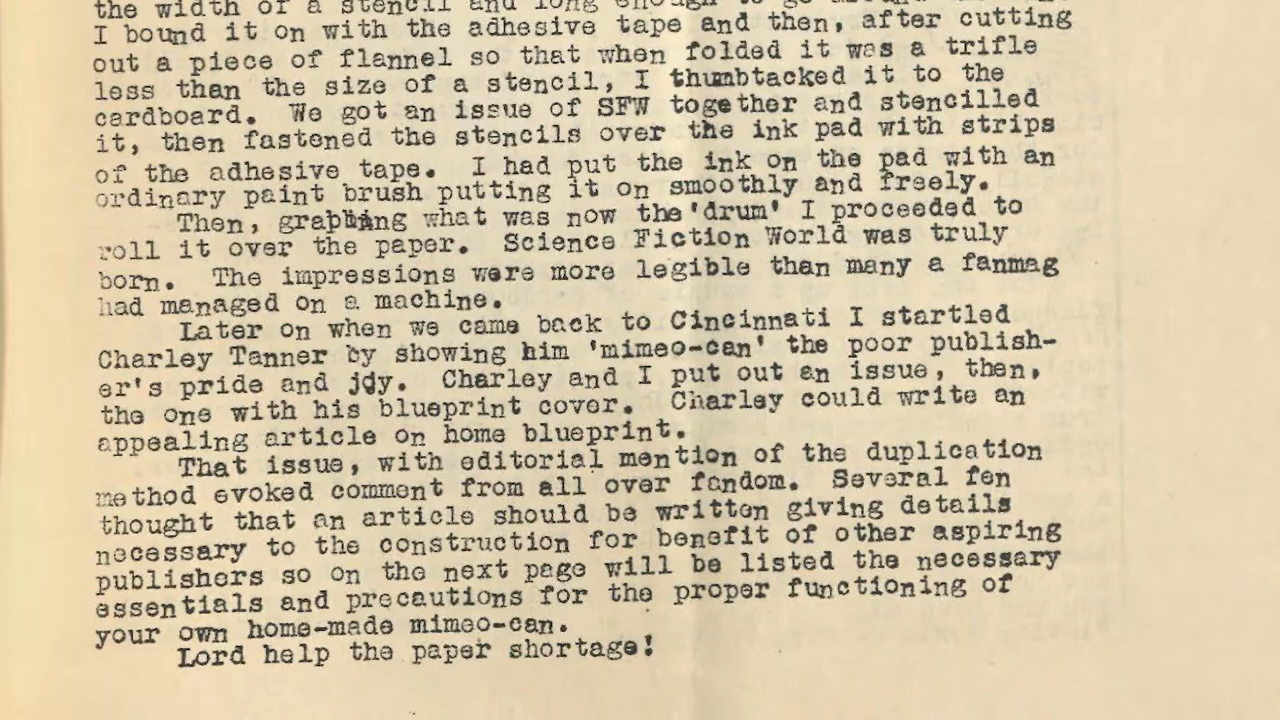 the width of a stencil and long enough to go around
I bound it on with the adhesive tape and then, after cutting
out a piece of flannel so that when folded it was a trifle
less than the size of a stencil, I thumbtacked it to the
cardboard. We got an issue of SFW together and stencilled
it, then fastened the stencils over the ink pad with strips
of the adhesive tape. I had put the ink on the pad with an
ordinary paint brush putting it on smoothly and freely.
Then, what was now the 'drum' I proceeded to
roll it over the paper. Science Fiction World was truly
born. The impressions were more legible than many a fanmag
had managed on a machine.
Later on when we came back to Cincinnati I startled
Charley Tanner by showing him 'mimeo-can' the poor publish-
er's pride and joy. Charley and I put out an issue, then,
the one with his blueprint cover. Charley could write an
appealing article on home blueprint.
That issue, with editorial mention of the duplication
method evoked comment from all over fandom. Several fen
thought that an article should be written giving details
necessary to the construction for benefit of other aspiring
publishers so on the next page will be listed the necessary
essentials and precautions for the proper functioning of
your own home-made mimeo-can.
Lord help the paper shortage!